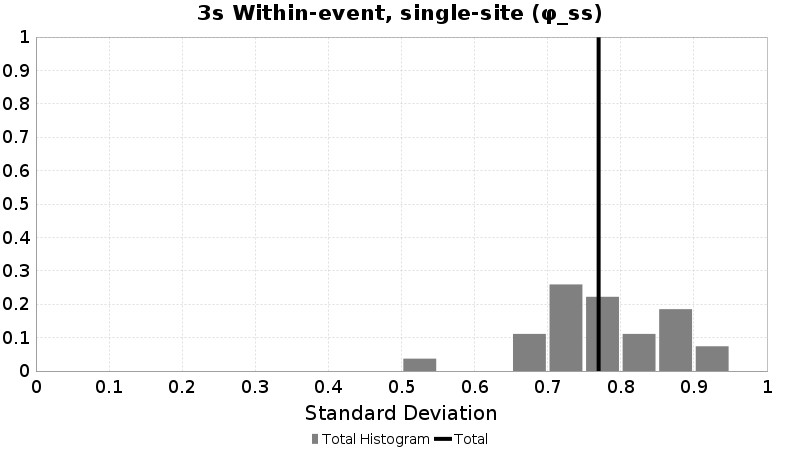 3s Within-event, single-site (φ_ss)
1
0.9
0.8
0.7
0.6
0.5
0.4
0.3
0.2
0.1
0
0 0.1 0.2 0.3 0.4 0.5 0.6 0.7 0.8 0.9 1
Standard Deviation
Total Histogram Total